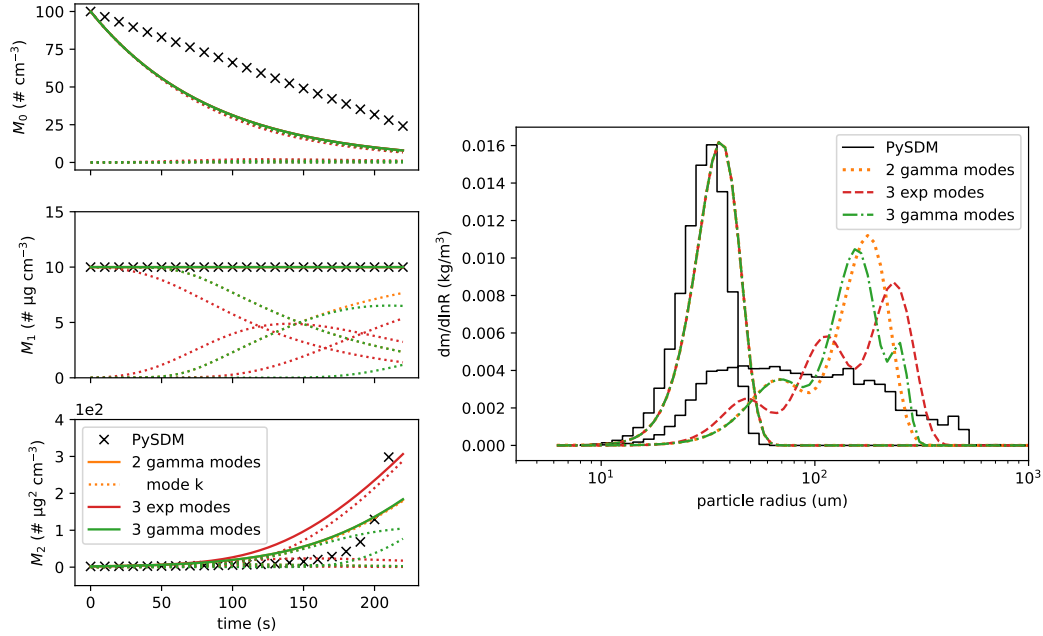 100
75
50
25
0
M₀ (# cm⁻³)
15
10
5
0
M₁ (# μg cm⁻³)
1e2
4
3
2
1
0
M₂ (# μg² cm⁻³)
PySDM
2 gamma modes
mode k
3 exp modes
3 gamma modes
0 50 100 150 200
time (s)
0.016
0.014
0.012
0.010
0.008
0.006
0.004
0.002
0.000
dm/dlnR (kg/m³)
PySDM
2 gamma modes
3 exp modes
3 gamma modes
10¹ 10² 10³
particle radius (um)